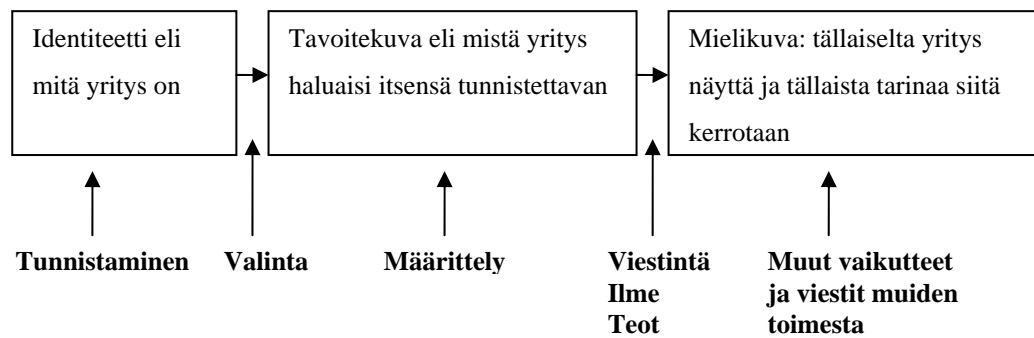 Identiteetti eli
mitä yritys on
Tavoitekuva eli mistä yritys
haluaisi itsensä tunnistettavan
Mielikuva: tällaiselta yritys
näyttä ja tällaista tarinaa siitä
kerrotaan
Tunnistaminen
Valinta
Määrittely
Viestintä
Ilme
Teot
Muut vaikutteet
ja viestit muiden
toimesta